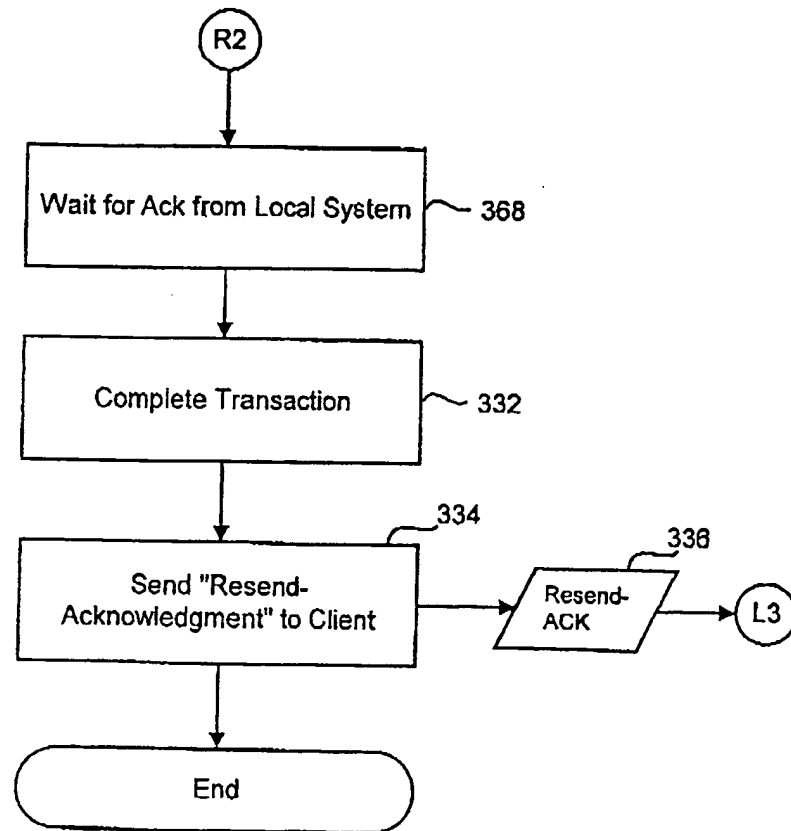 R2
Wait for Ack from Local System
368
Complete Transaction
332
334
Send "Resend-
Acknowledgment" to Client
336
Resend-
ACK
L3
End